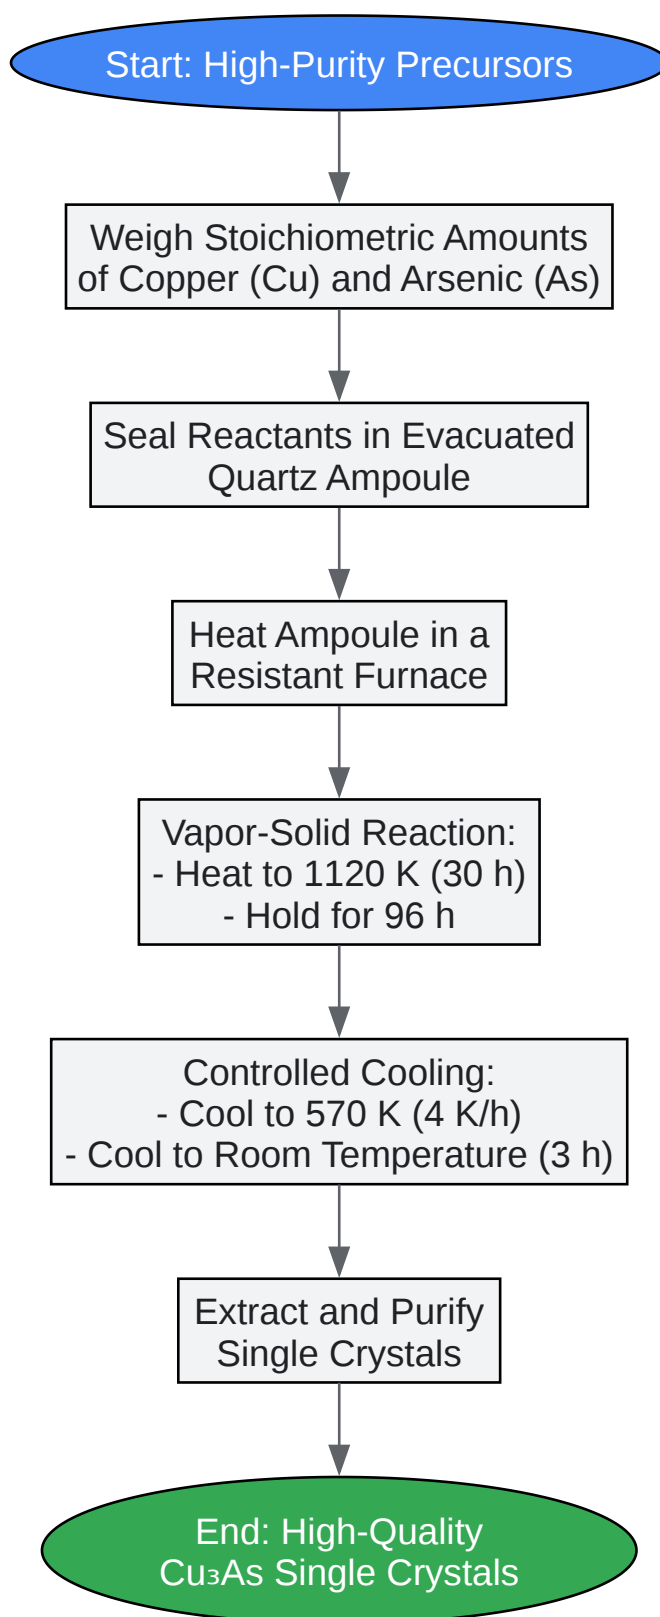 Start: High-Purity Precursors
Weigh Stoichiometric Amounts
of Copper (Cu) and Arsenic (As)
Seal Reactants in Evacuated
Quartz Ampoule
Heat Ampoule in a
Resistant Furnace
Vapor-Solid Reaction:
- Heat to 1120 K (30 h)
- Hold for 96 h
Controlled Cooling:
- Cool to 570 K (4 K/h)
- Cool to Room Temperature (3 h)
Extract and Purify
Single Crystals
End: High-Quality
Cu₃As Single Crystals